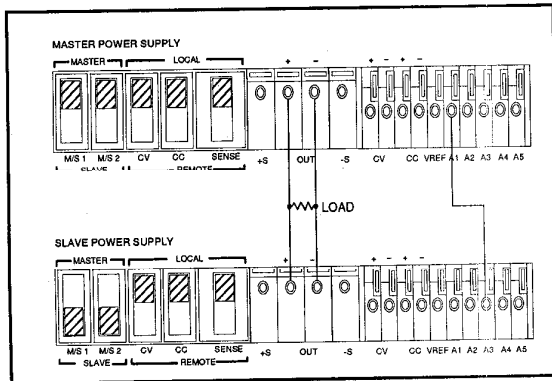 MASTER POWER SUPPLY
MASTER LOCAL
+ - + - + -
M/S 1 M/S 2 CV CC SENSE +S OUT -S CV CC VREF A1 A2 A3 A4 A5
SLAVE REMOTE
LOAD
SLAVE POWER SUPPLY
MASTER LOCAL
+ - + - + -
M/S 1 M/S 2 CV CC SENSE +S OUT -S CV CC VREF A1 A2 A3 A4 A5
SLAVE REMOTE